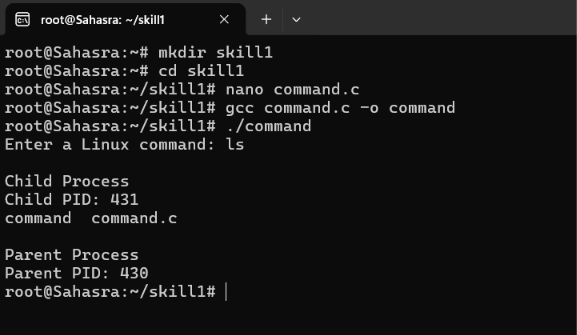 root@Sahasra: ~/skill1
root@Sahasra:~# mkdir skill1
root@Sahasra:~# cd skill1
root@Sahasra:~/skill1# nano command.c
root@Sahasra:~/skill1# gcc command.c -o command
root@Sahasra:~/skill1# ./command
Enter a Linux command: ls

Child Process
Child PID: 431
command  command.c

Parent Process
Parent PID: 430
root@Sahasra:~/skill1#